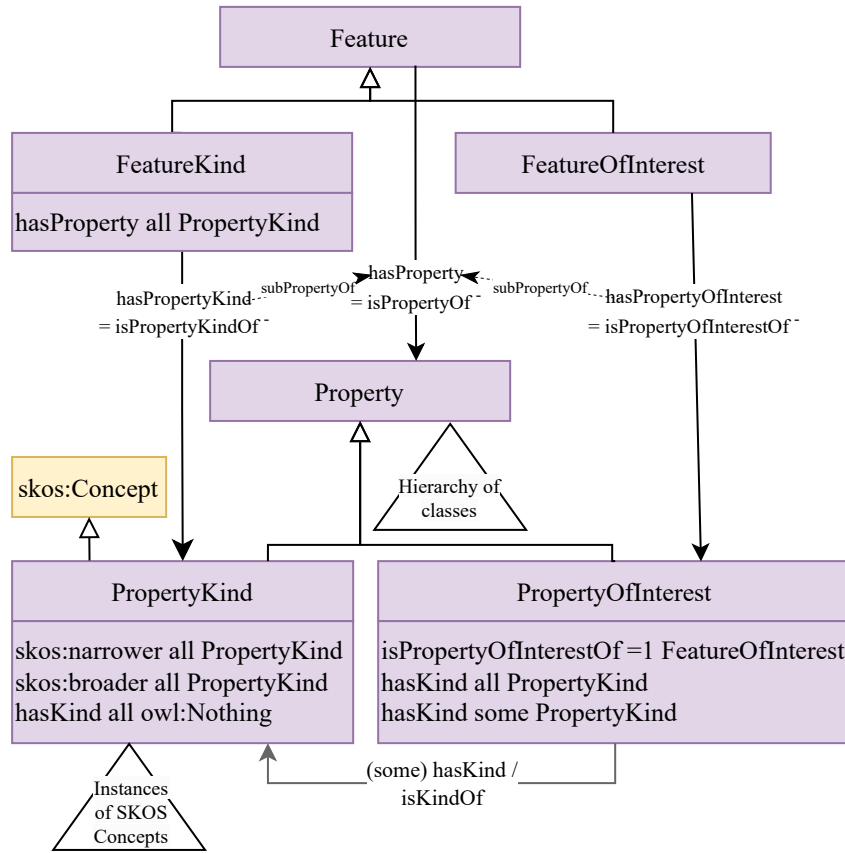 Feature
FeatureKind
FeatureOfInterest
hasProperty all PropertyKind
hasPropertyKind
= isPropertyKindOf -
subPropertyOf
hasProperty
= isPropertyOf -
subPropertyOf
hasPropertyOfInterest
= isPropertyOfInterestOf -
Property
skos:Concept
Hierarchy of
classes
PropertyKind
skos:narrower all PropertyKind
skos:broader all PropertyKind
hasKind all owl:Nothing
PropertyOfInterest
isPropertyOfInterestOf =1 FeatureOfInterest
hasKind all PropertyKind
hasKind some PropertyKind
(some) hasKind /
isKindOf
Instances
of SKOS
Concepts